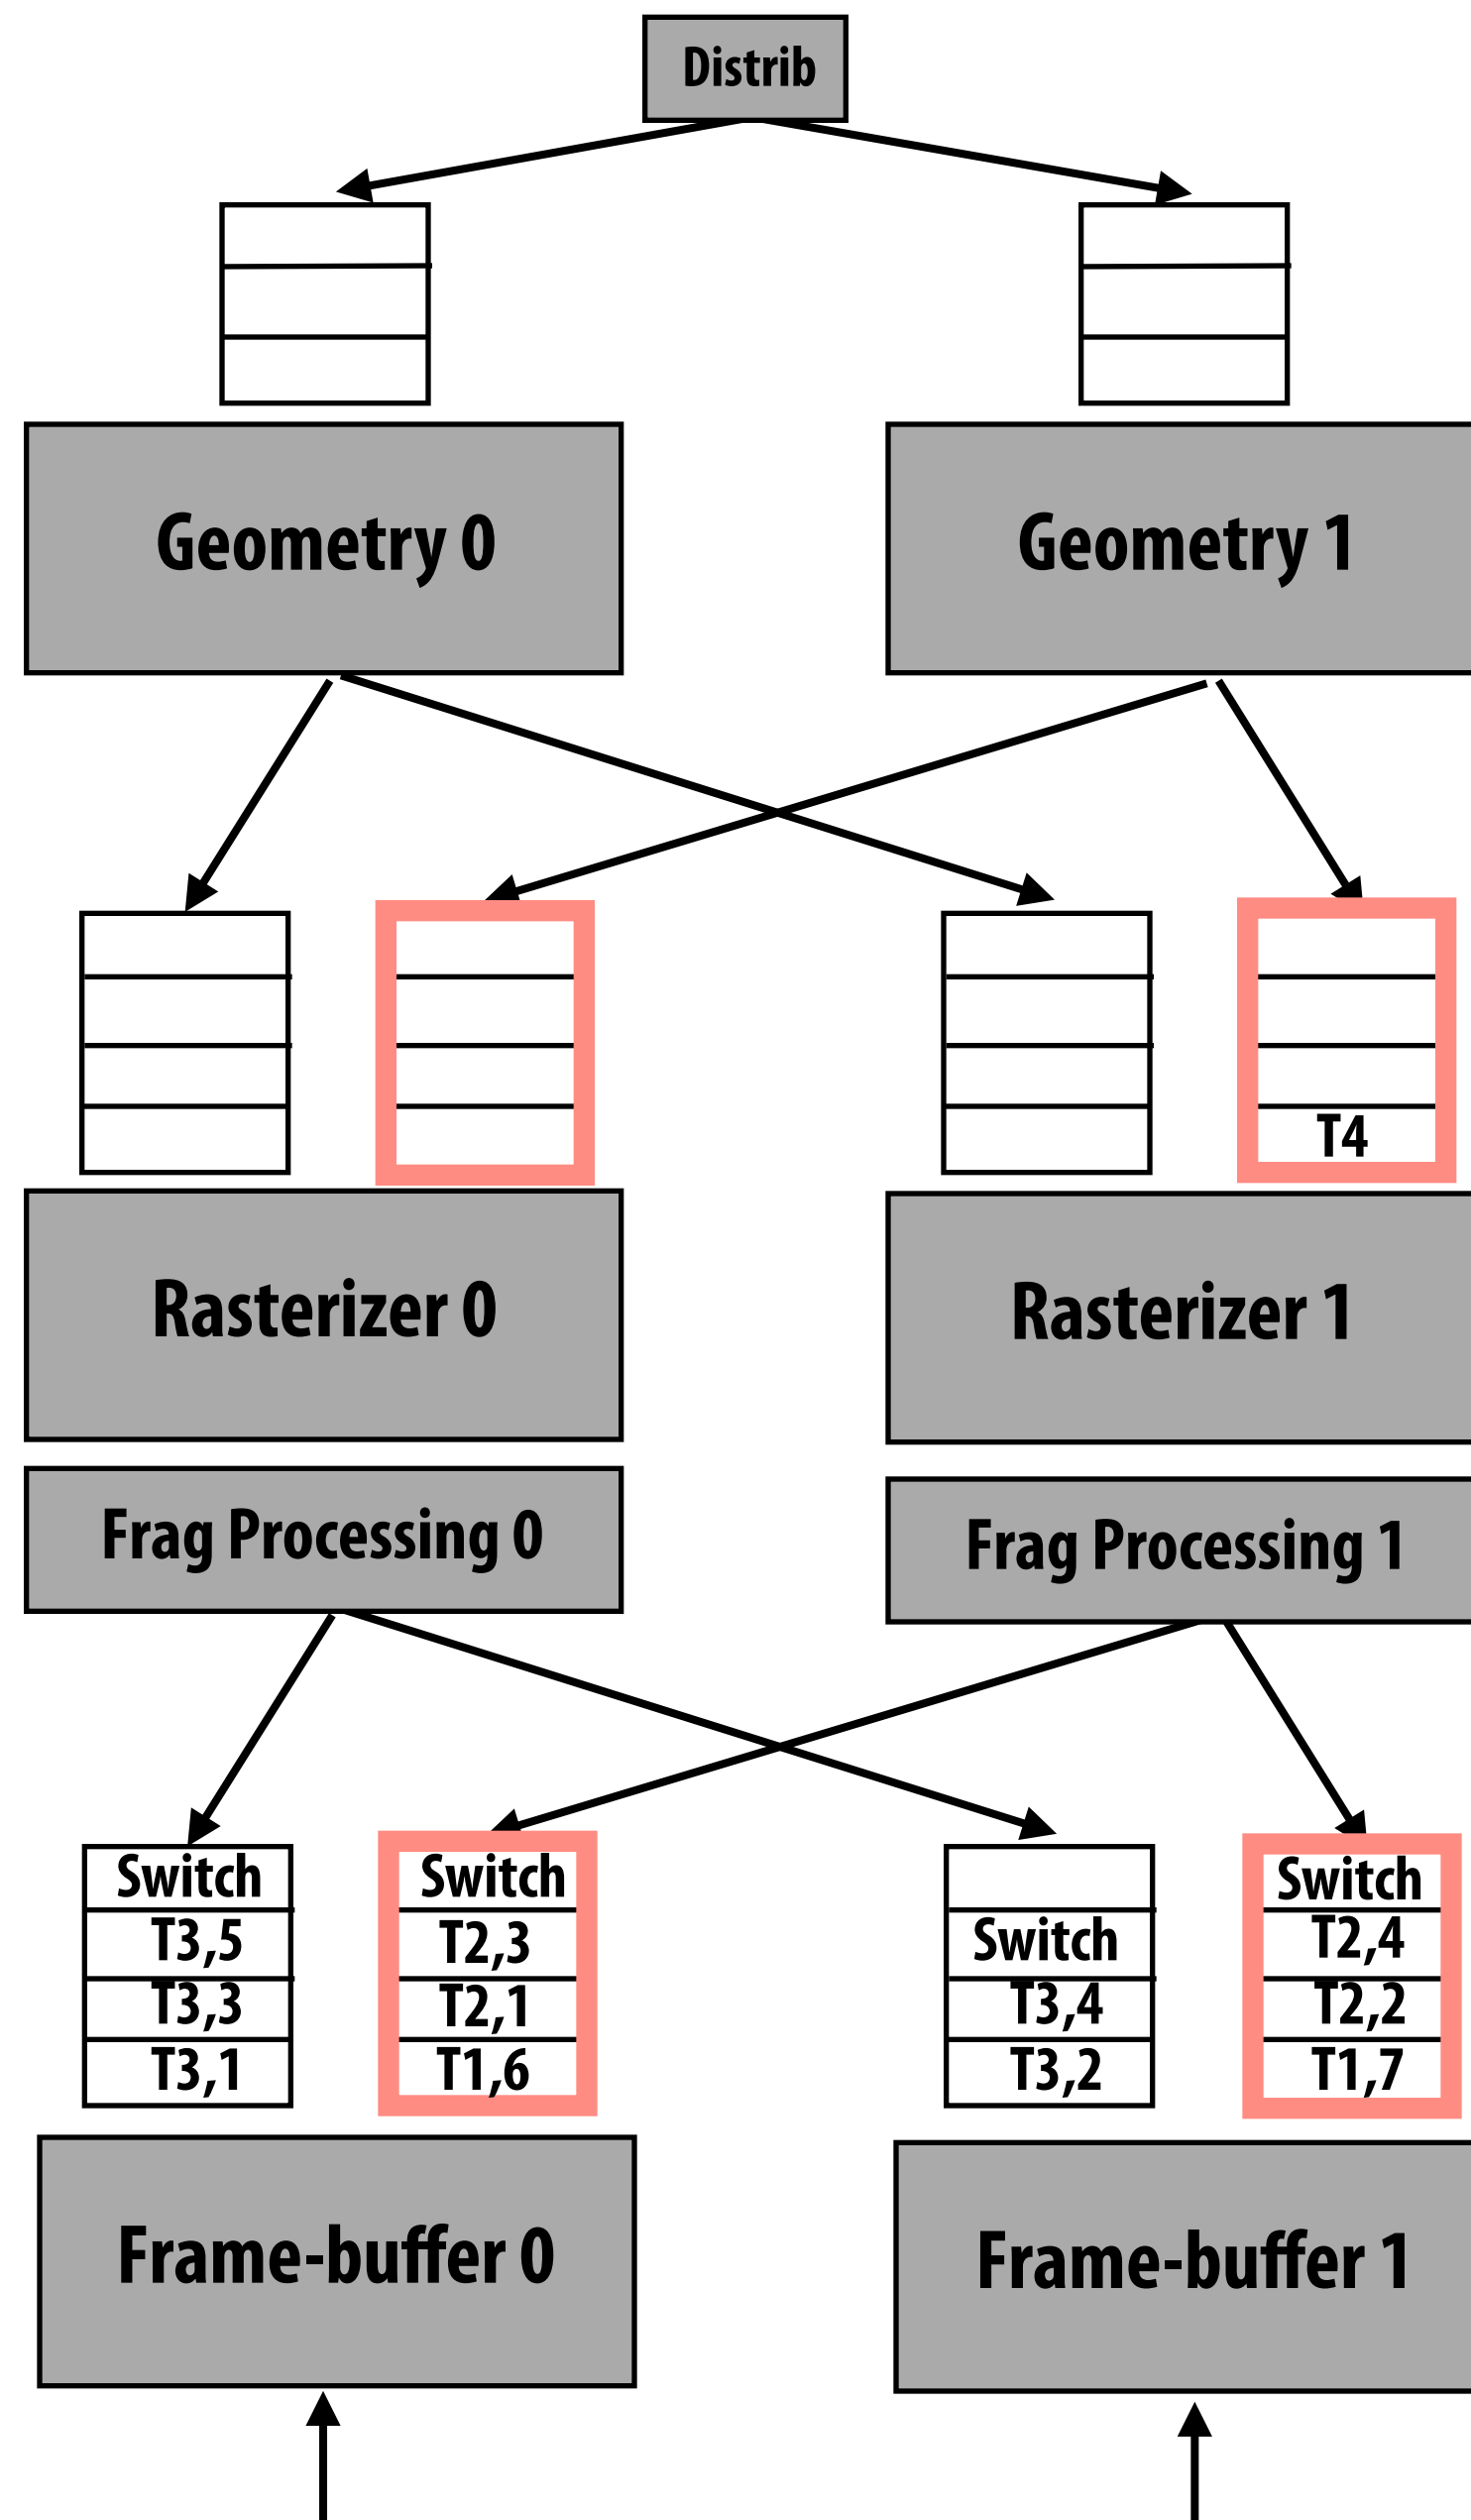 Distrib
Geometry 0
Geometry 1
T4
Rasterizer 0
Rasterizer 1
Frag Processing 0
Frag Processing 1
Switch
T3,5
T3,3
T3,1
Switch
T2,3
T2,1
T1,6
Switch
T3,4
T3,2
Switch
T2,4
T2,2
T1,7
Frame-buffer 0
Frame-buffer 1